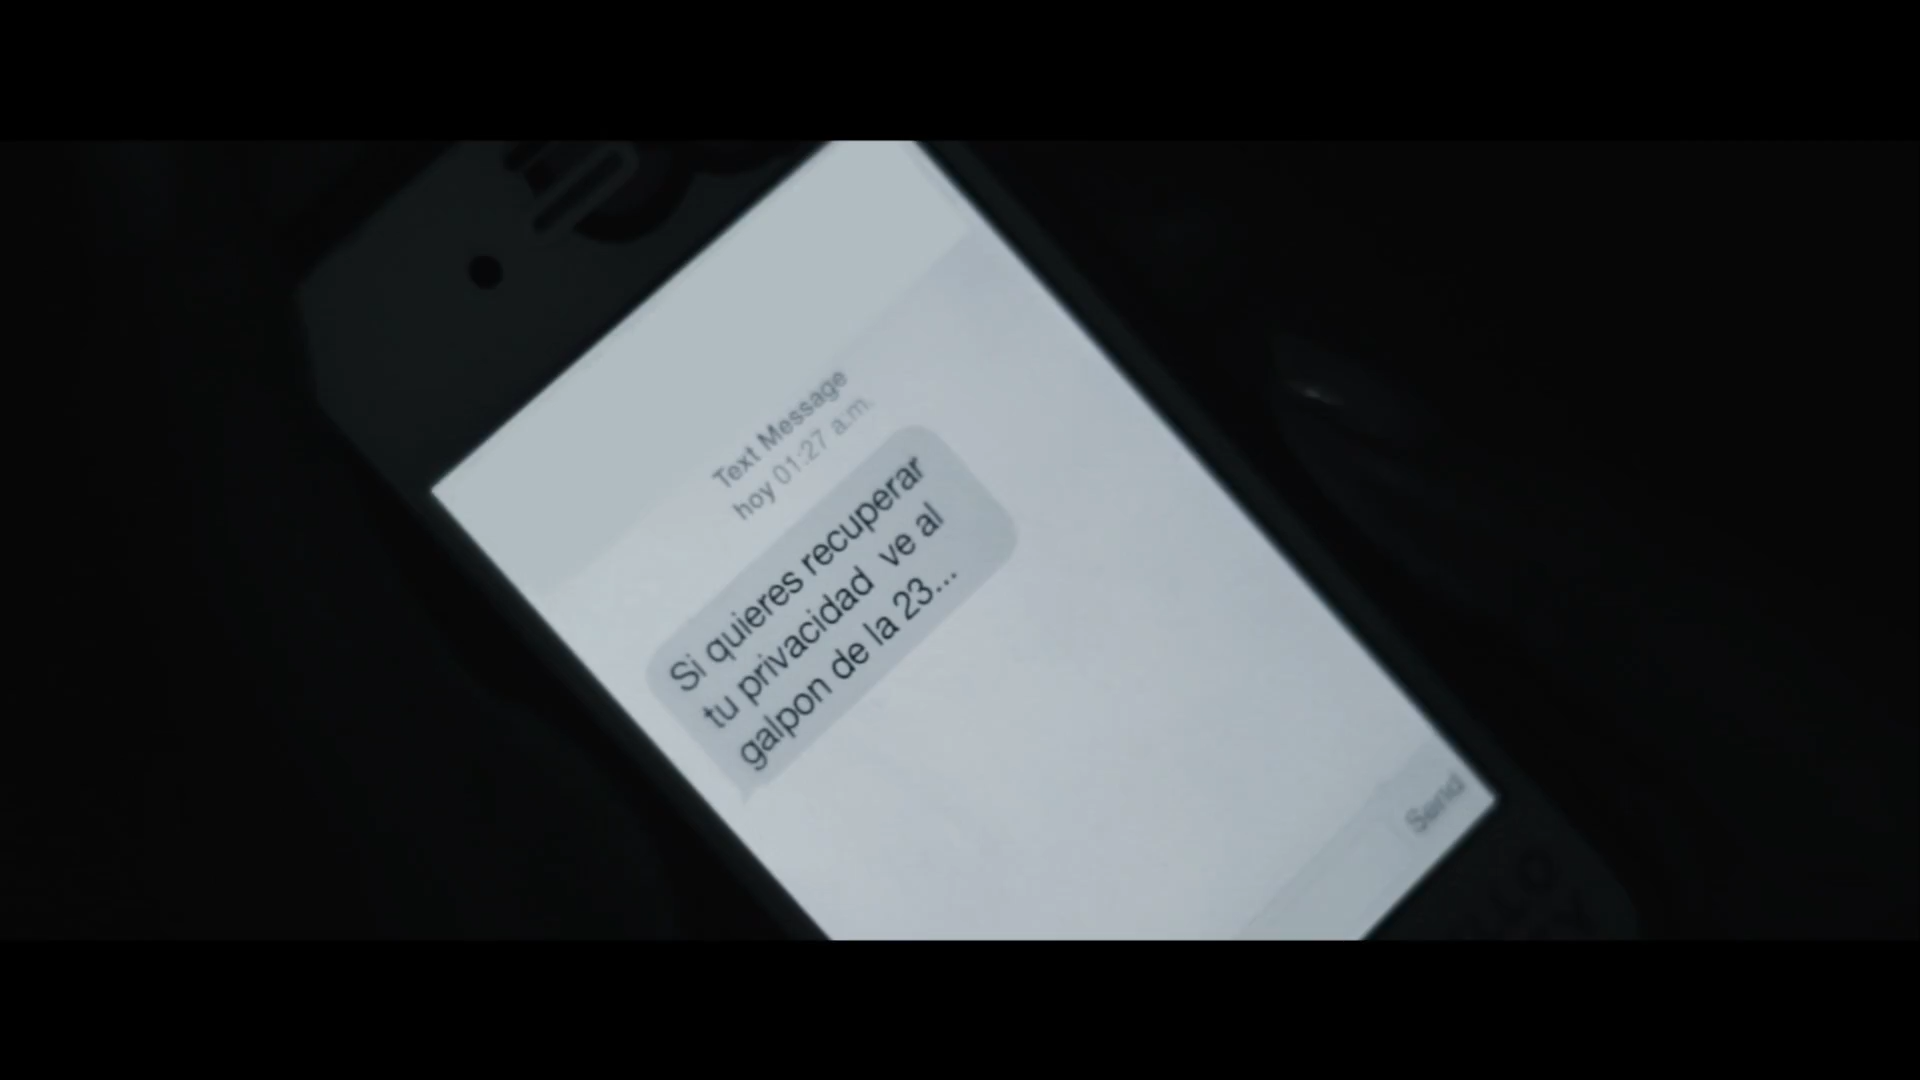 Text Message
hoy 01:27 a.m.
Si quieres recuperar
tu privacidad ve al
galpon de la 23...
Send